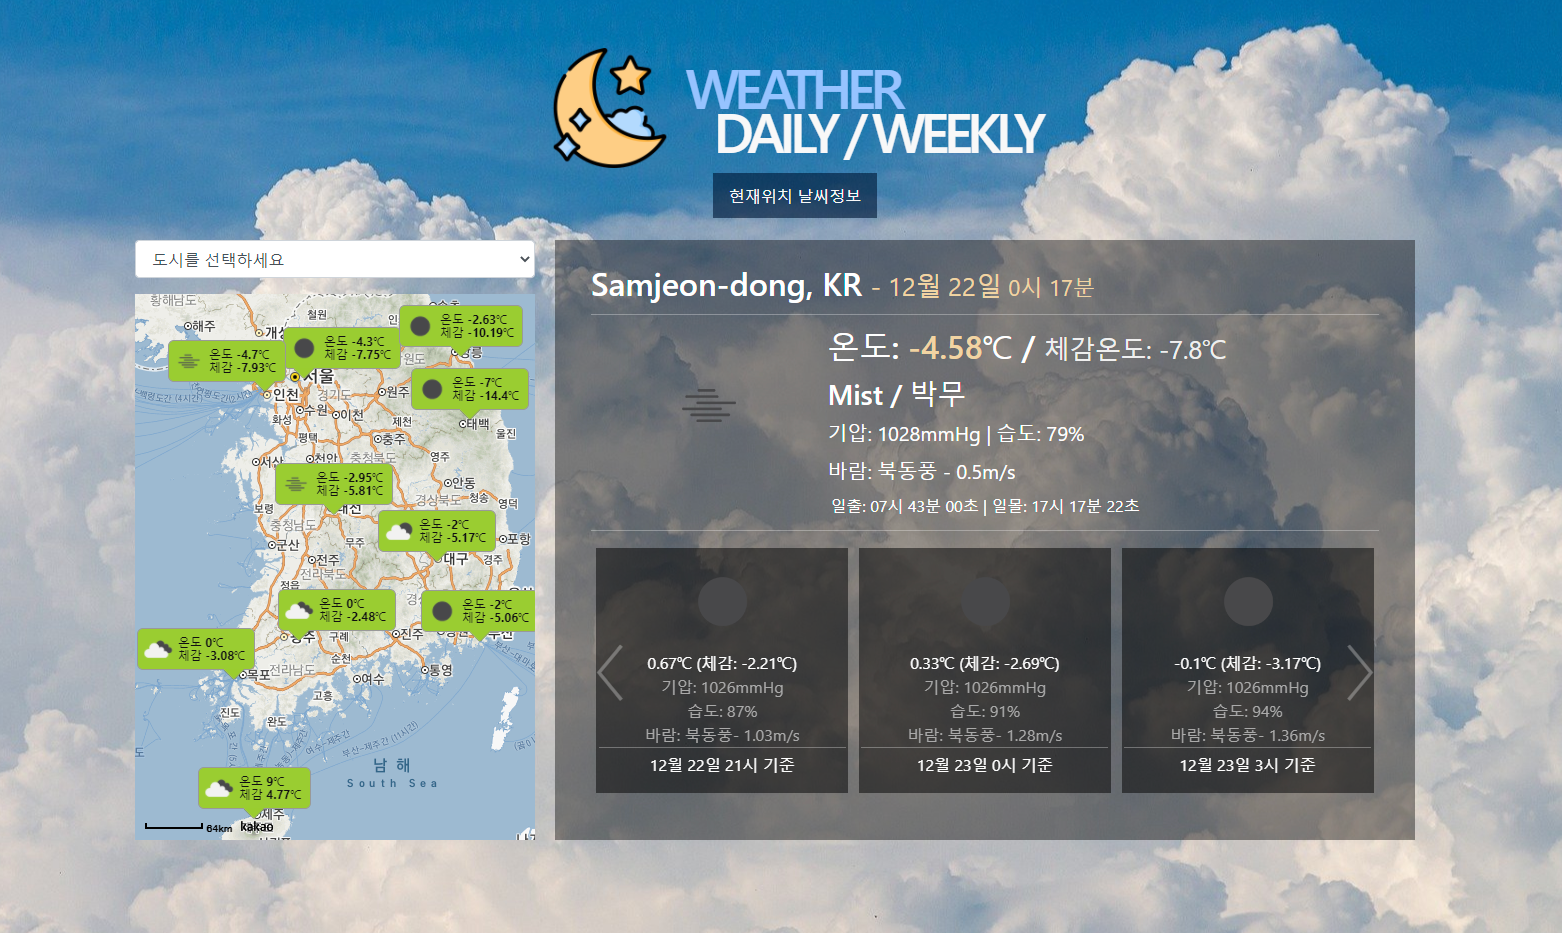 WEATHER
DAILY / WEEKLY
현재위치 날씨정보
도시를 선택하세요
황해남도
철원
해주
개성
온도 -2.63℃
체감 -10.19℃
온도 -4.3℃
체감 -7.75℃
온도 -4.7℃
체감 -7.93℃
강릉
서울
인천
경기도
원주
온도 -7℃
체감 -14.4℃
수원
이천
화성
제천
태백
울진
평택
충주
서산
천안
충청북도
영주
온도 -2.95℃
체감 -5.81℃
안동
보령
대전
경상북도
청송
영덕
충청남도
온도 -2℃
체감 -5.17℃
군산
무주
포항
전주
대구
경주
전라북도
정읍
온도 0℃
체감 -2.48℃
온도 -2℃
체감 -5.06℃
광주
구례
진주
창원
부산
온도 0℃
체감 -3.08℃
순천
전라남도
목포
여수
통영
고흥
진도
완도
여수-제주간
부산-제주간 (11시간)
남 해
South Sea
온도 9℃
체감 4.77℃
제주
64km
kakao
Samjeon-dong, KR - 12월 22일 0시 17분
온도: -4.58℃ / 체감온도: -7.8℃
Mist / 박무
기압: 1028mmHg | 습도: 79%
바람: 북동풍 - 0.5m/s
일출: 07시 43분 00초 | 일몰: 17시 17분 22초
0.67℃ (체감: -2.21℃)
기압: 1026mmHg
습도: 87%
바람: 북동풍- 1.03m/s
12월 22일 21시 기준
0.33℃ (체감: -2.69℃)
기압: 1026mmHg
습도: 91%
바람: 북동풍- 1.28m/s
12월 23일 0시 기준
-0.1℃ (체감: -3.17℃)
기압: 1026mmHg
습도: 94%
바람: 북동풍- 1.36m/s
12월 23일 3시 기준